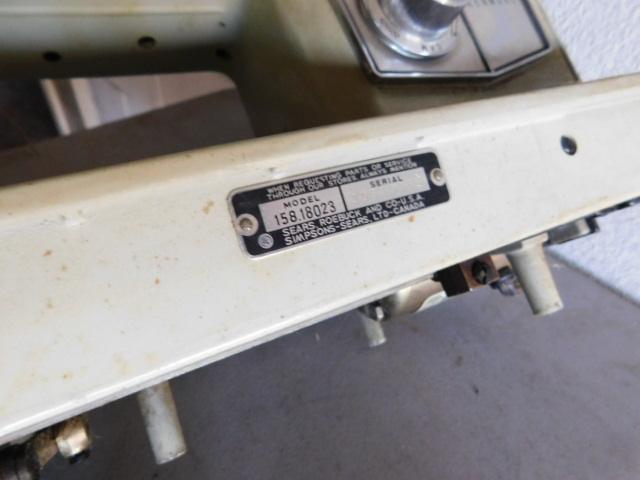 WHEN REQUESTING PARTS OR SERVICE
THROUGH OUR STORES ALWAYS MENTION
MODEL SERIAL
158.18023
SEARS, ROEBUCK AND CO-U.S.A.
SIMPSONS-SEARS, LTD-CANADA